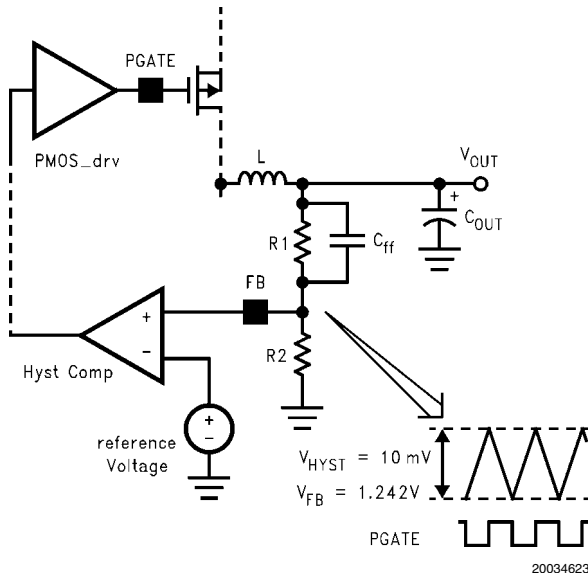 PGATE
PMOS_drv
L
VOUT
+
COUT
R1
Cff
FB
+
−
Hyst Comp
R2
+
−
reference
Voltage
VHYST = 10 mV
VFB = 1.242V
PGATE
20034623